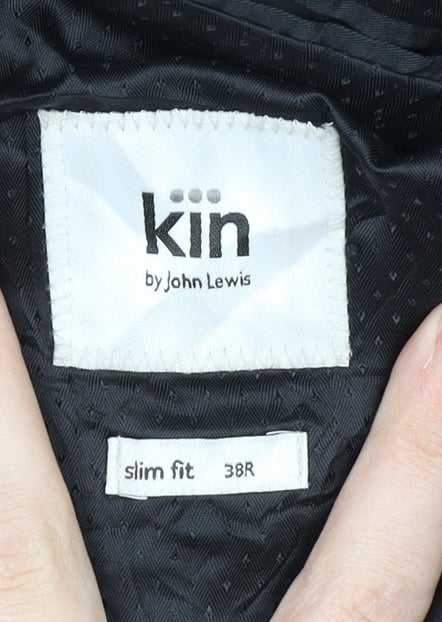 kin
by John Lewis
slim fit 38R